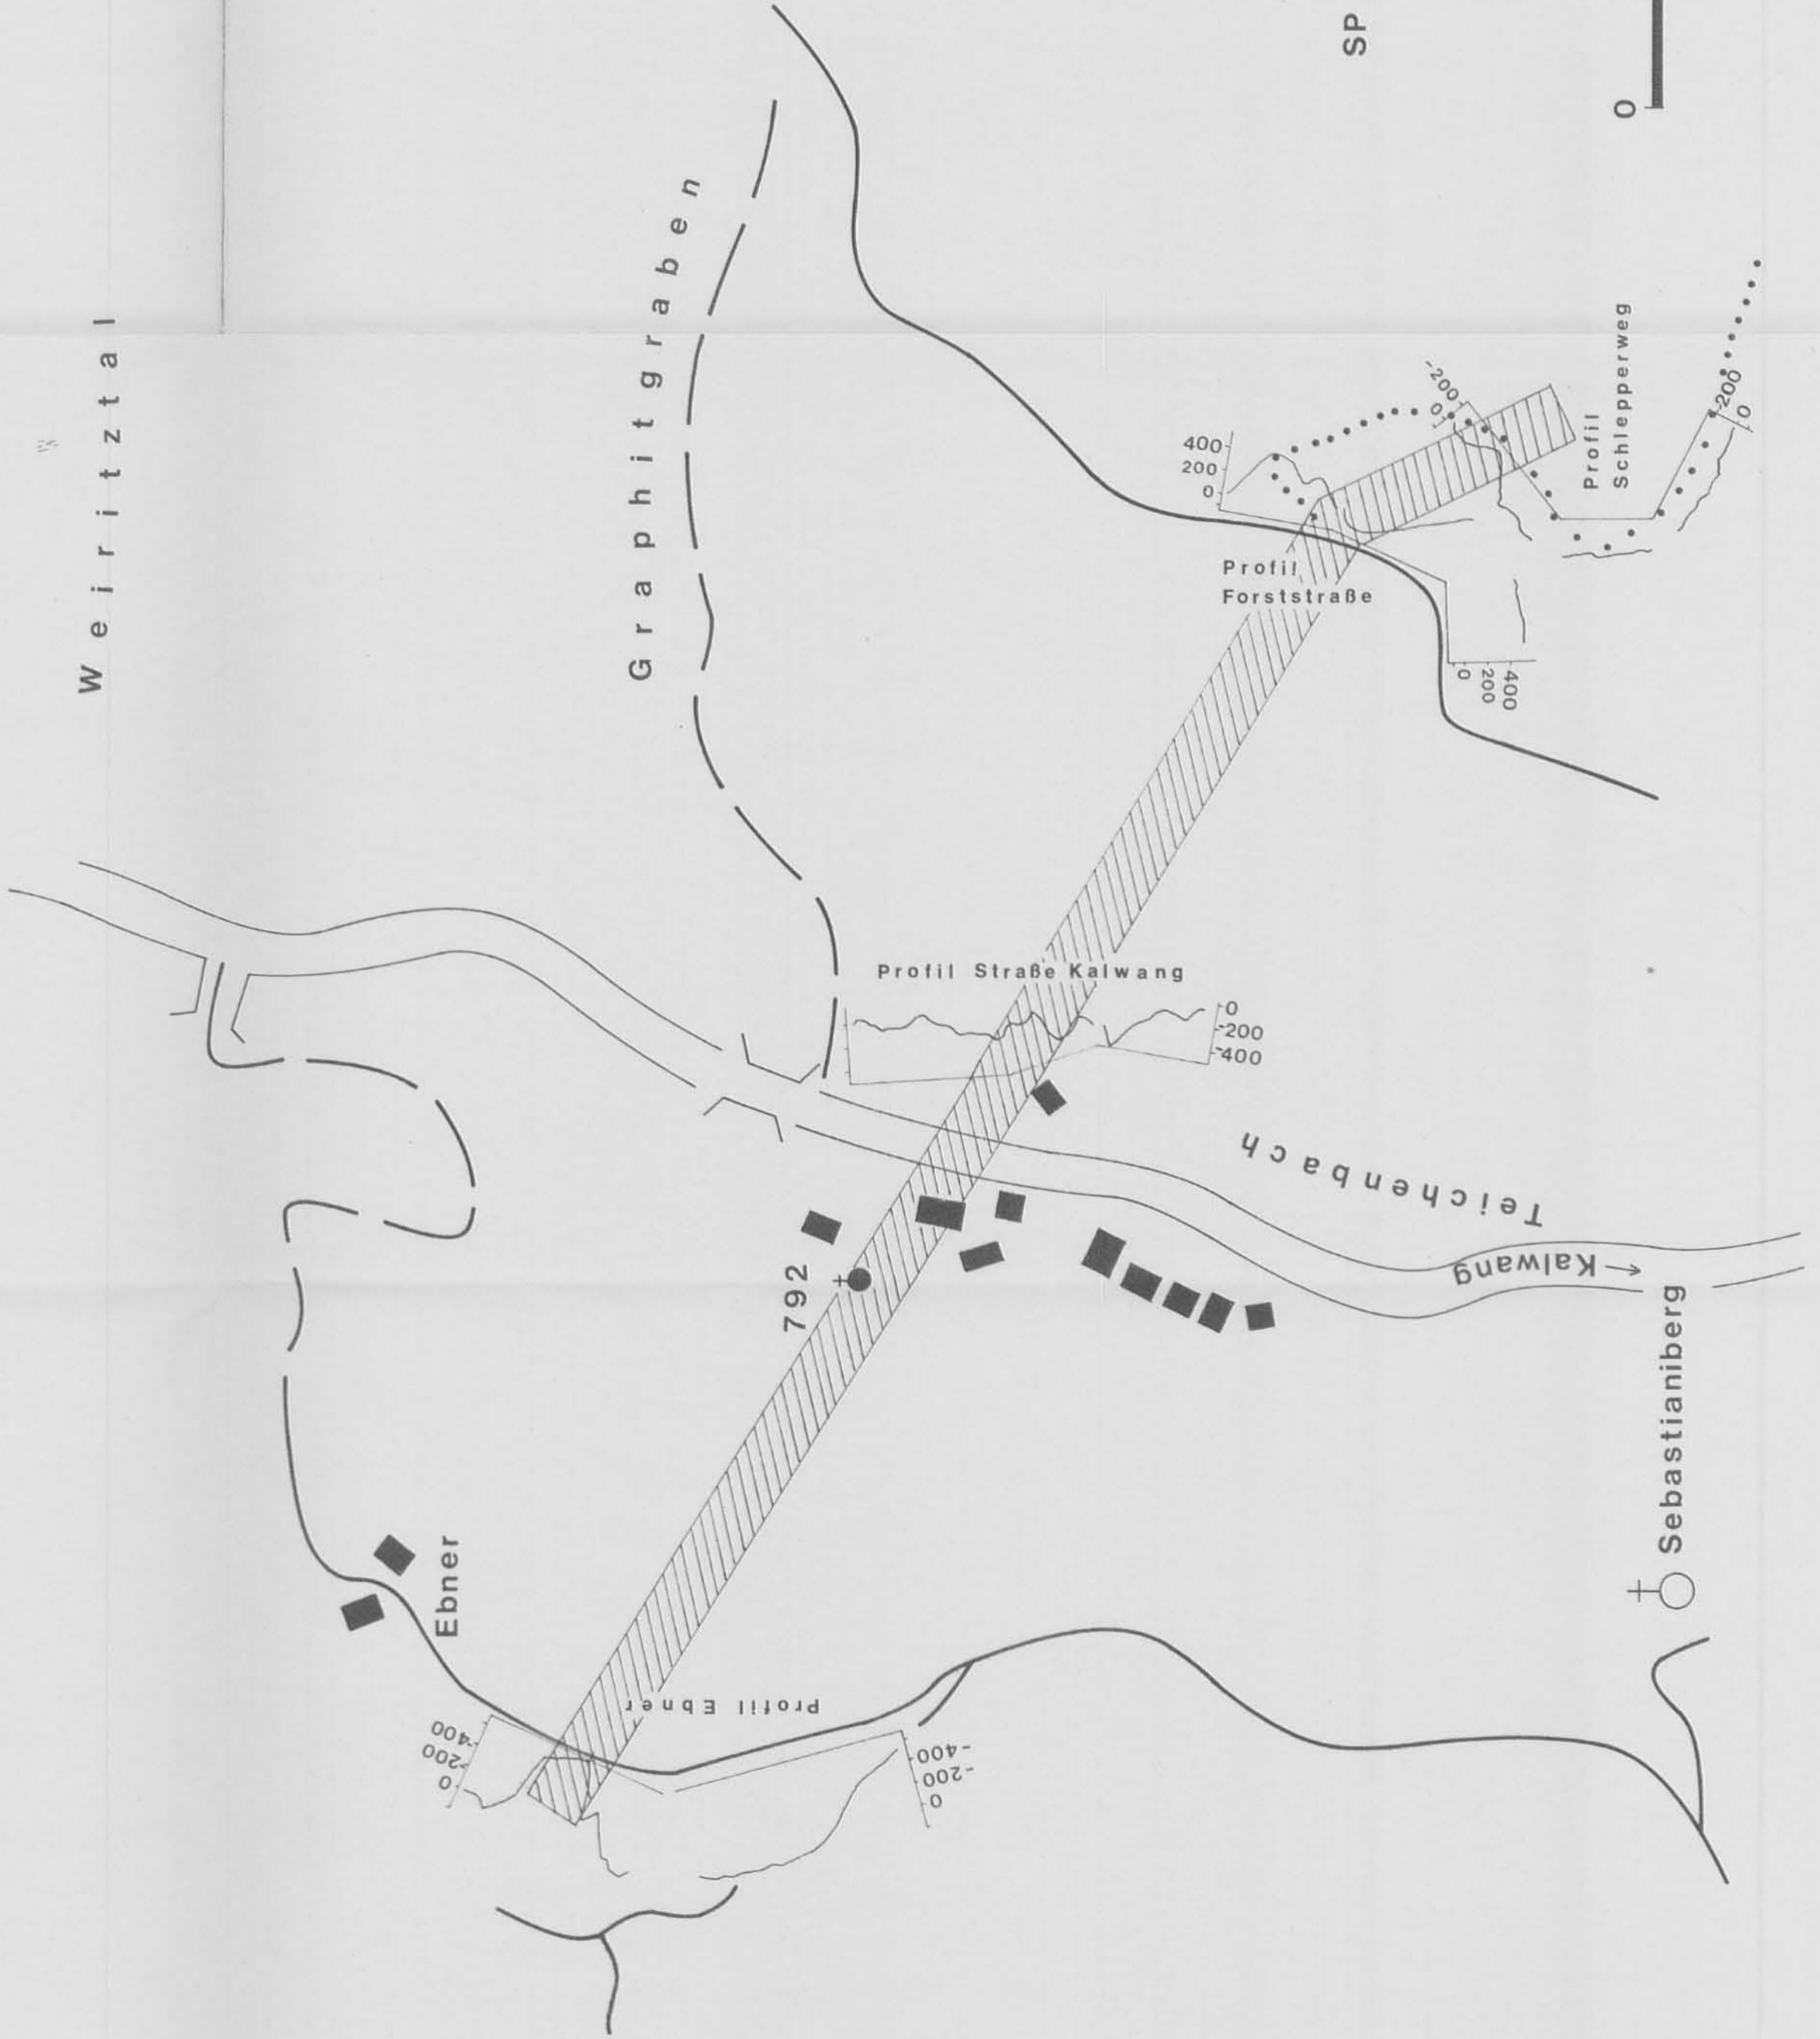 SP
0
Weiritztal
Graphitgraben
-200
0
400
200
0
Profil
Schlepperweg
-200
0
Profil
Forststraße
0
200
400
Profil Straße Kalwang
0
-200
-400
Teichenbach
Kalwang
792
Sebastianiberg
Ebner
Profil Ebner
-400
-200
0
-400
-200
0